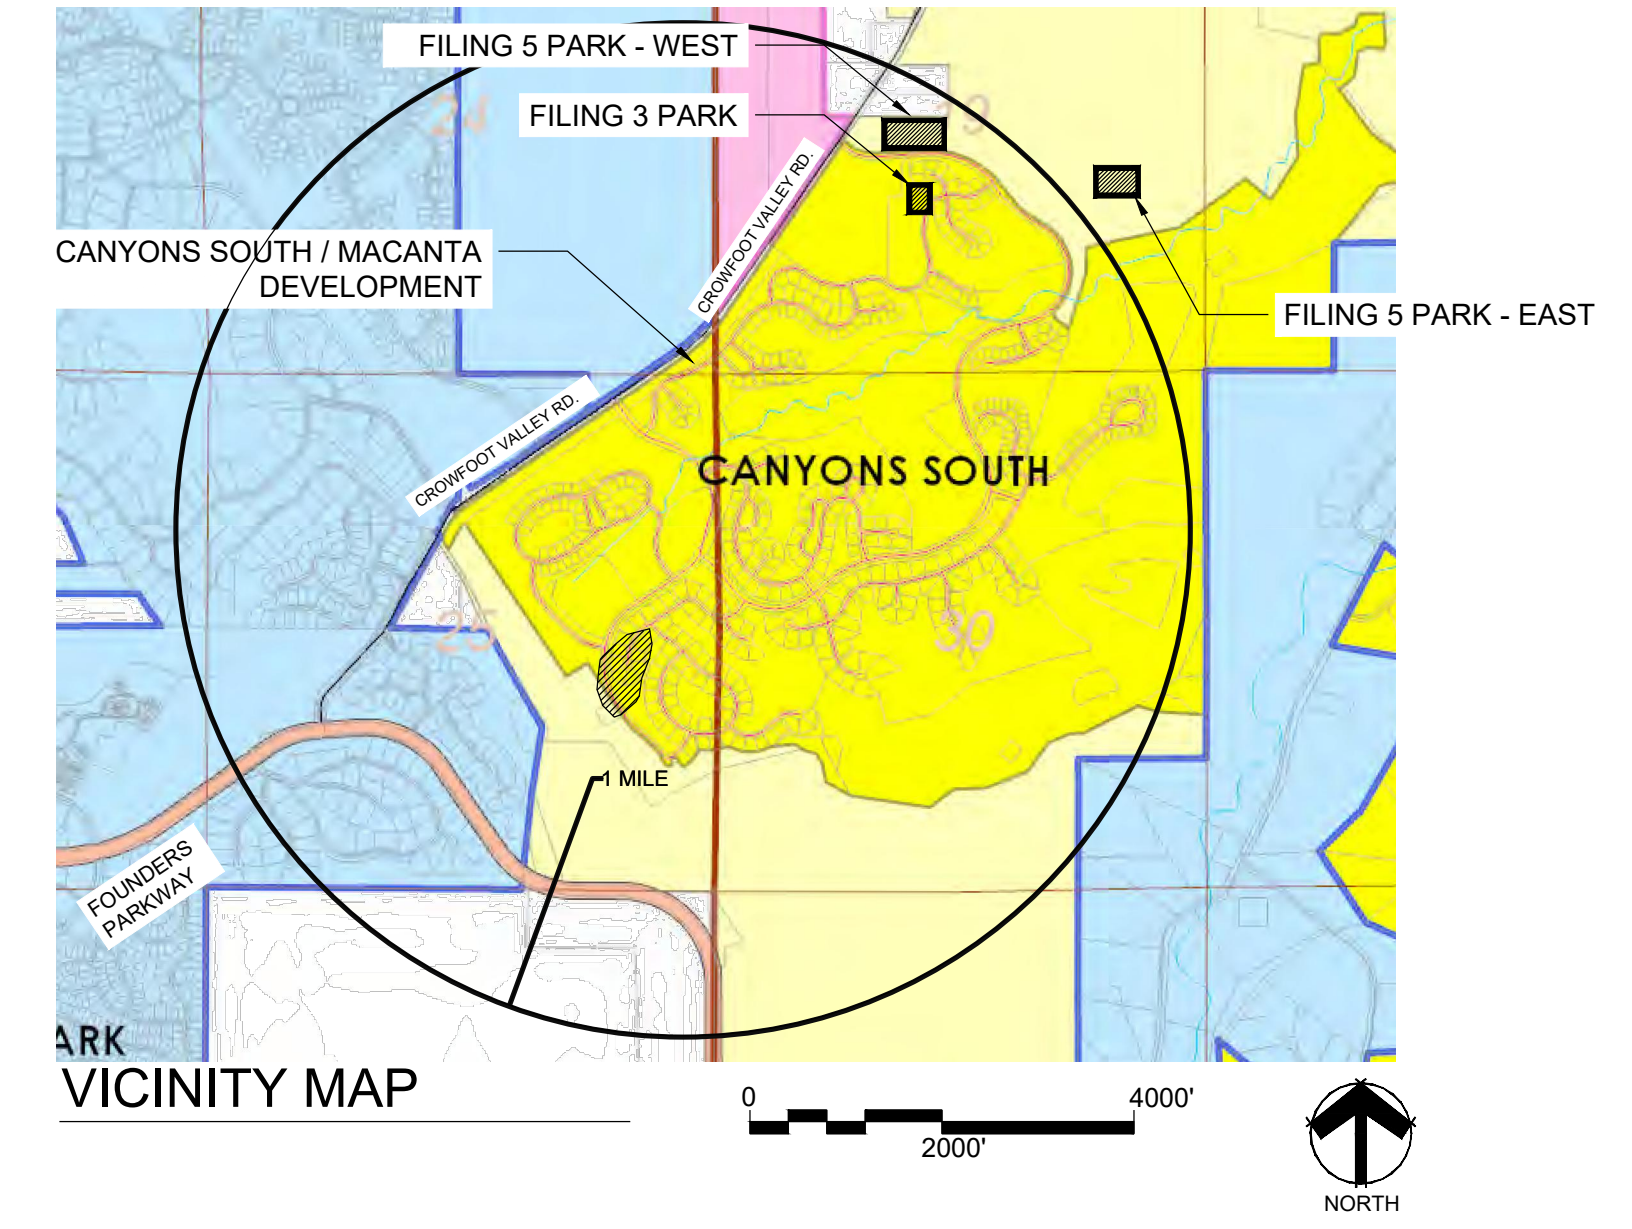 FILING 5 PARK - WEST
24
FILING 3 PARK
CROWFOOT VALLEY RD.
CANYONS SOUTH / MACANTA
DEVELOPMENT
FILING 5 PARK - EAST
CROWFOOT VALLEY RD.
CANYONS SOUTH
25
30
1 MILE
FOUNDERS
PARKWAY
ARK
VICINITY MAP
0
4000'
2000'
NORTH